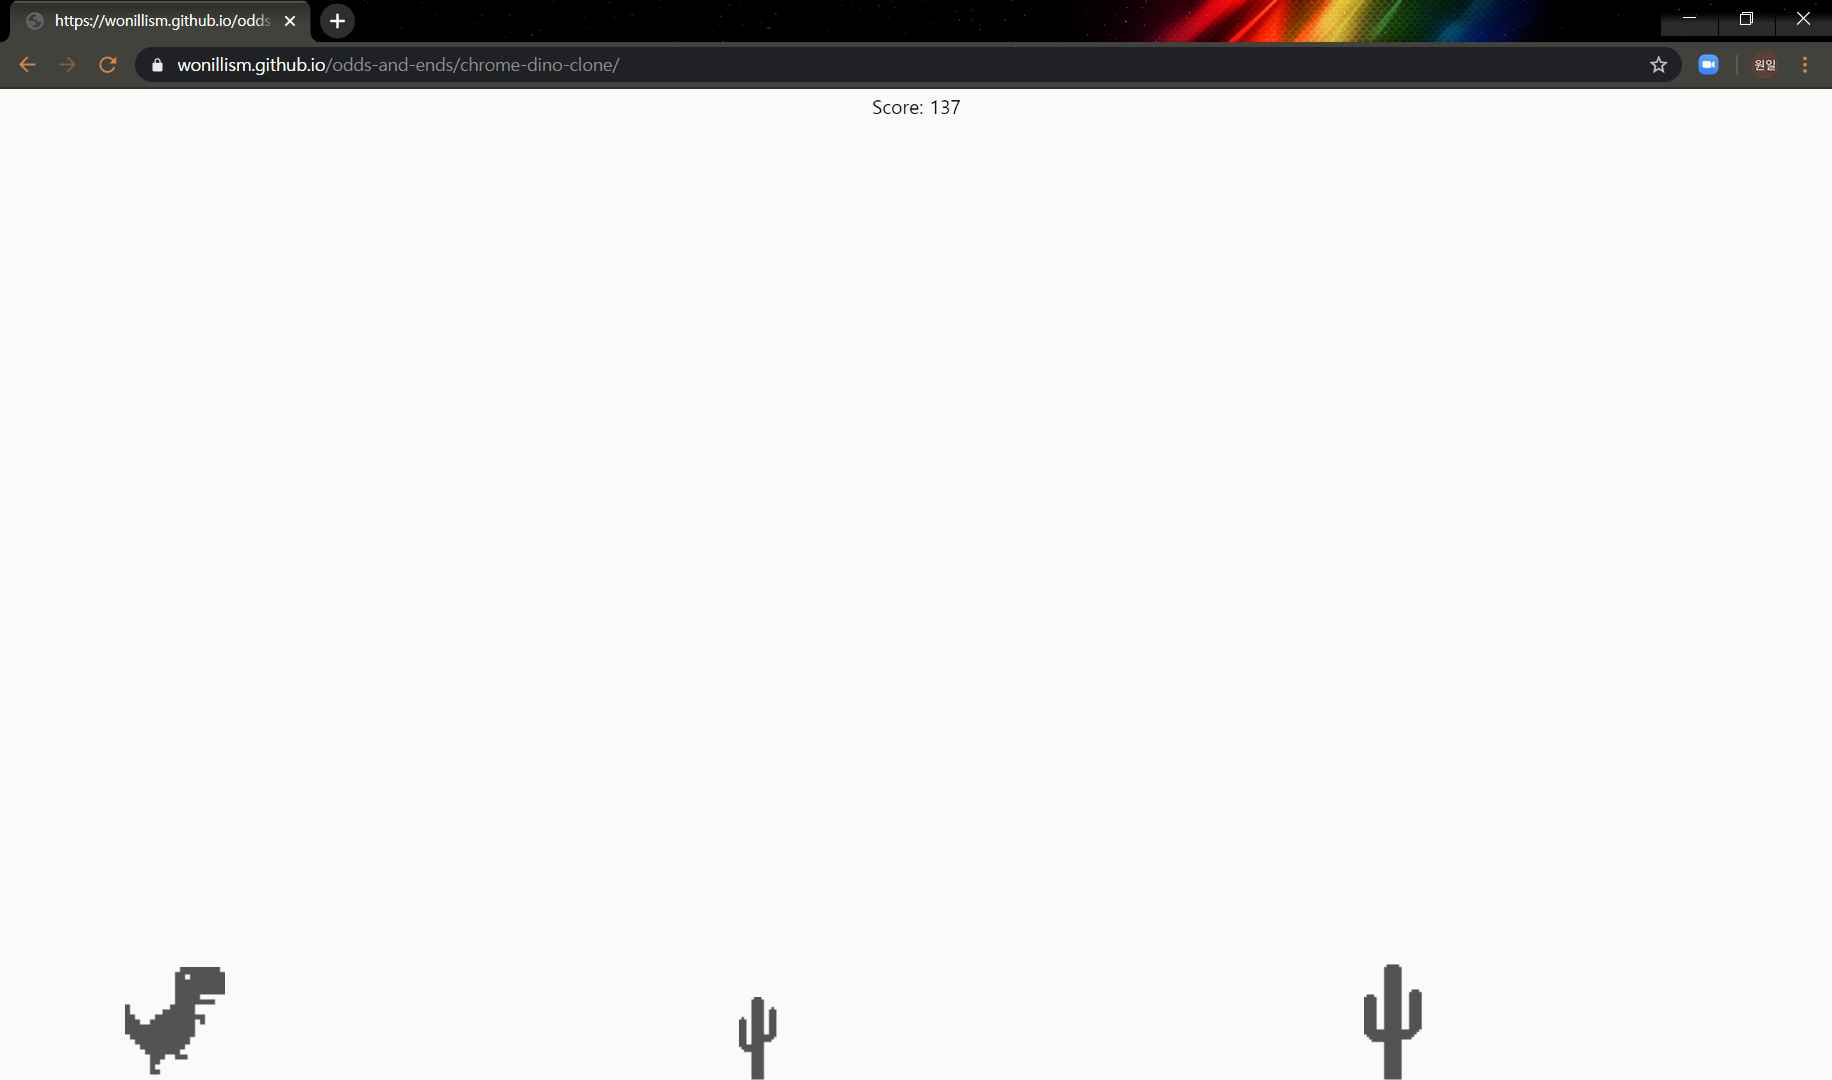 https://wonillism.github.io/odds
wonillism.github.io/odds-and-ends/chrome-dino-clone/
원일
Score: 137